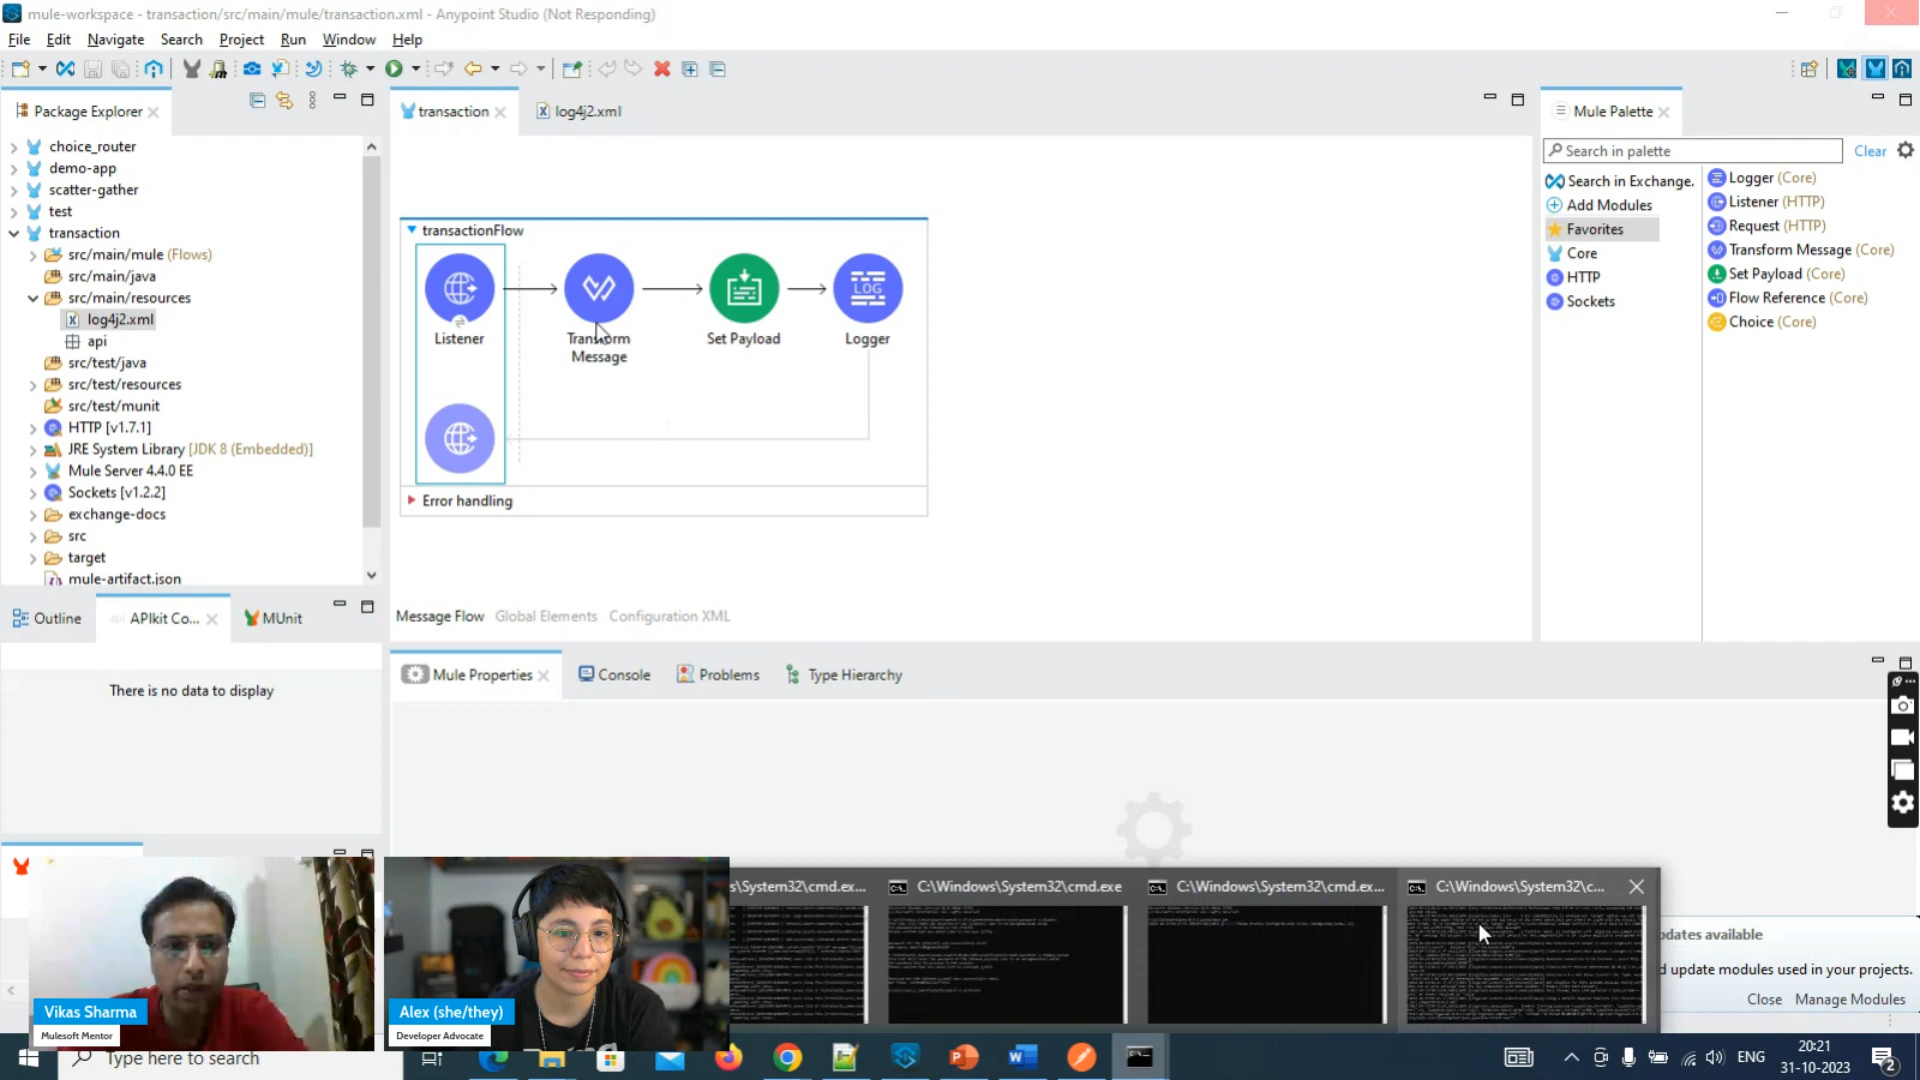 mule-workspace - transaction/src/main/mule/transaction.xml - Anypoint Studio (Not Responding)
File Edit Navigate Search Project Run Window Help
Package Explorer
transaction
log4j2.xml
Mule Palette
choice_router
demo-app
scatter-gather
test
transaction
src/main/mule (Flows)
src/main/java
src/main/resources
log4j2.xml
api
src/test/java
src/test/resources
src/test/munit
HTTP [v1.7.1]
JRE System Library [JDK 8 (Embedded)]
Mule Server 4.4.0 EE
Sockets [v1.2.2]
exchange-docs
src
target
mule-artifact.json
transactionFlow
Listener
Transform
Message
Set Payload
LOG
Logger
Error handling
Message Flow Global Elements Configuration XML
Search in palette
Clear
Search in Exchange.
Add Modules
Favorites
Core
HTTP
Sockets
Logger (Core)
Listener (HTTP)
Request (HTTP)
Transform Message (Core)
Set Payload (Core)
Flow Reference (Core)
Choice (Core)
Outline
APIkit Co...
MUnit
There is no data to display
Mule Properties
Console
Problems
Type Hierarchy
s\System32\cmd.ex...
C:\Windows\System32\cmd.exe
C:\Windows\System32\cmd.ex...
C:\Windows\System32\c...
pdates available
d update modules used in your projects.
Close Manage Modules
Vikas Sharma
Mulesoft Mentor
Alex (she/they)
Developer Advocate
Type here to search
ENG
20:21
31-10-2023
2